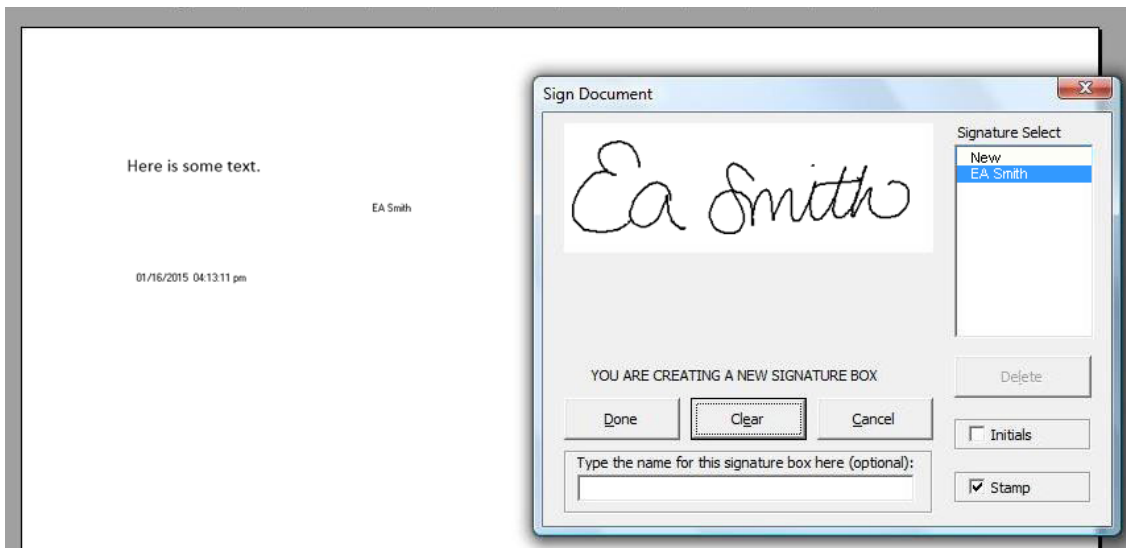 Here is some text.
EA Smith
01/16/2015 04:13:11 pm
Sign Document
Ea Smith
Signature Select
New
EA Smith
YOU ARE CREATING A NEW SIGNATURE BOX
Delete
Done
Clear
Cancel
Initials
Type the name for this signature box here (optional):
Stamp